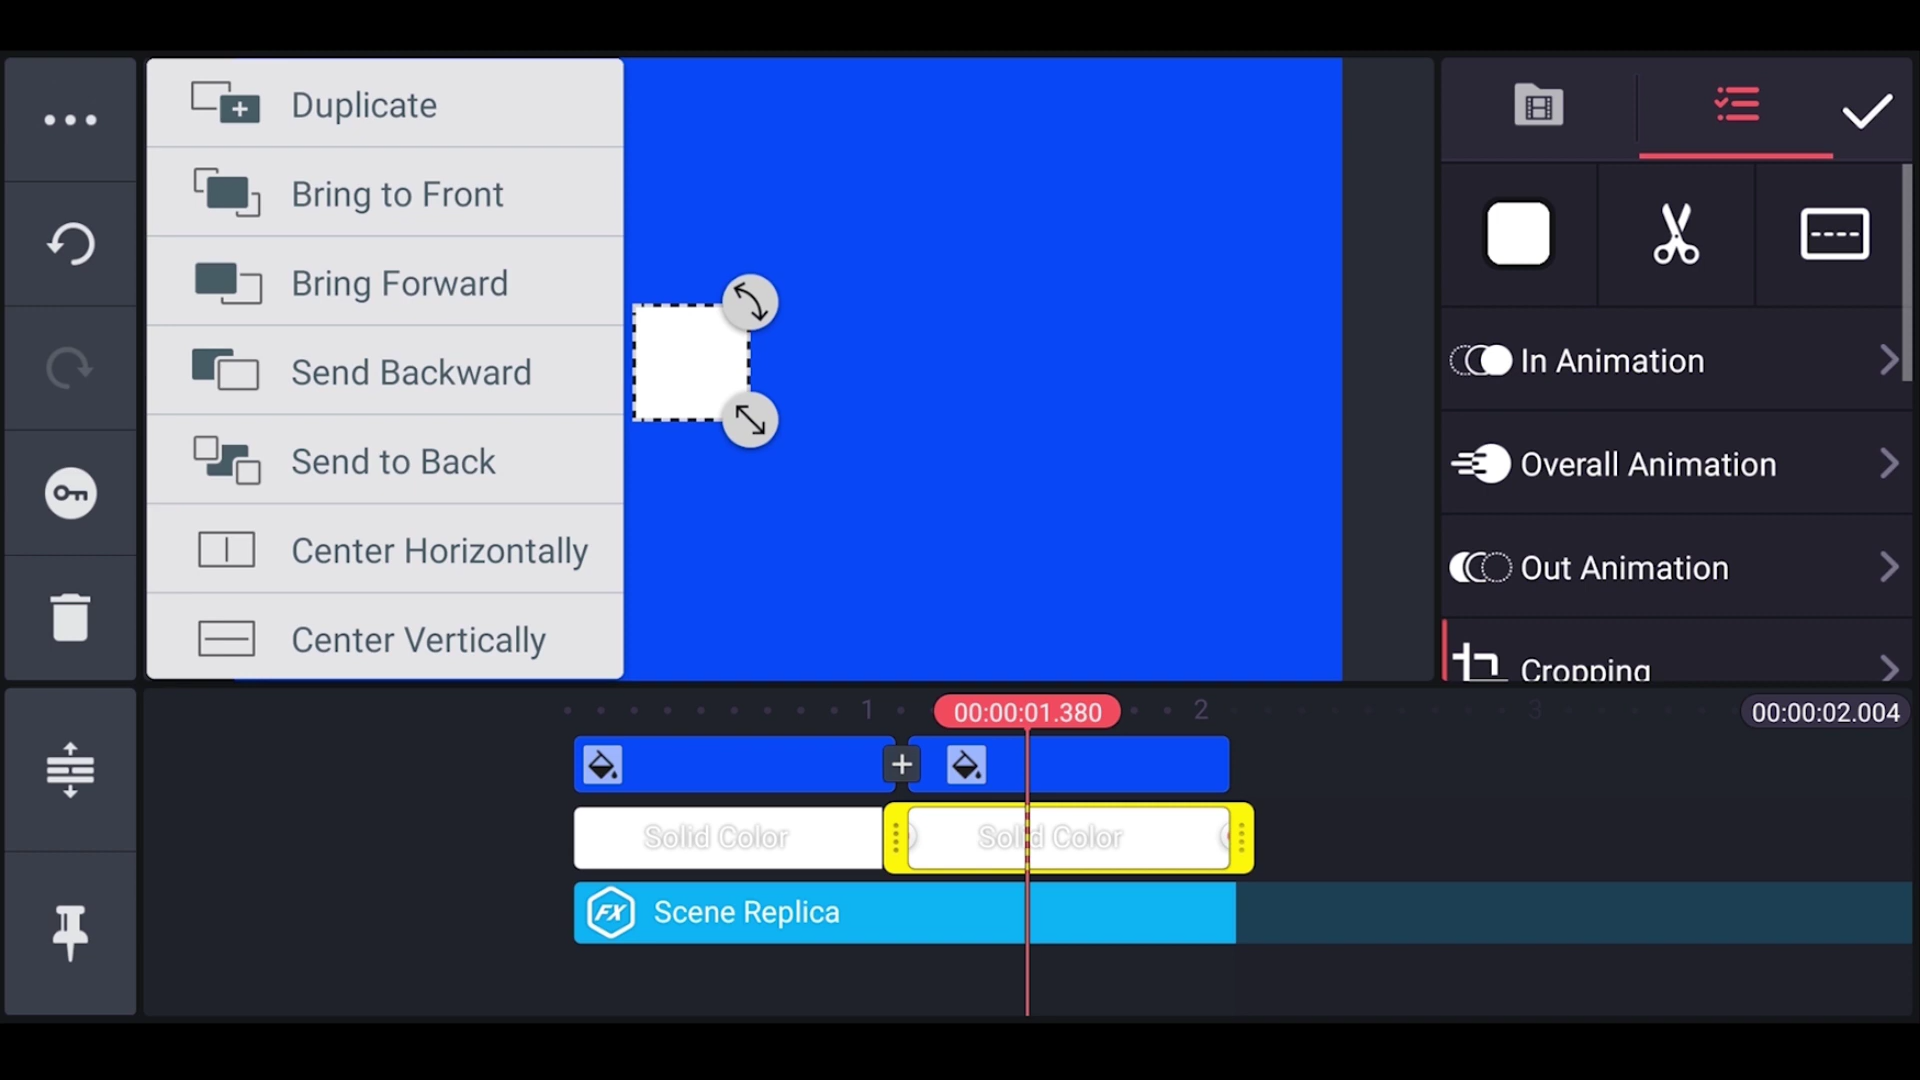 Duplicate
Bring to Front
Bring Forward
Send Backward
Send to Back
Center Horizontally
Center Vertically
In Animation
Overall Animation
Out Animation
Cropping
1
00:00:01.380
2
3
00:00:02.004
Solid Color
Solid Color
FX Scene Replica